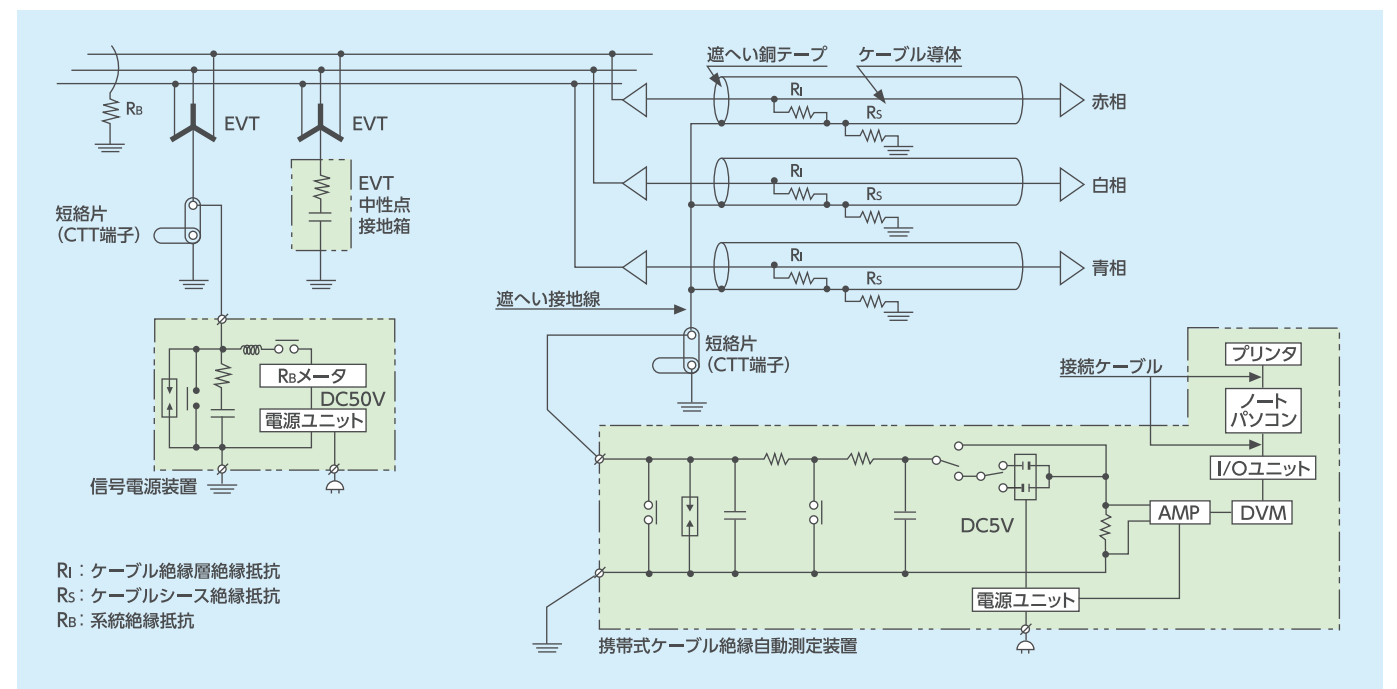 遮へい銅テープ
ケーブル導体
RB
EVT
EVT
RI
RS
赤相
RI
RS
白相
RI
RS
青相
EVT
中性点
接地箱
短絡片
(CTT端子)
遮へい接地線
短絡片
(CTT端子)
RBメータ
DC50V
電源ユニット
信号電源装置
接続ケーブル
プリンタ
ノート
パソコン
I/Oユニット
AMP
DVM
DC5V
電源ユニット
携帯式ケーブル絶縁自動測定装置
RI：ケーブル絶縁層絶縁抵抗
RS：ケーブルシース絶縁抵抗
RB：系統絶縁抵抗